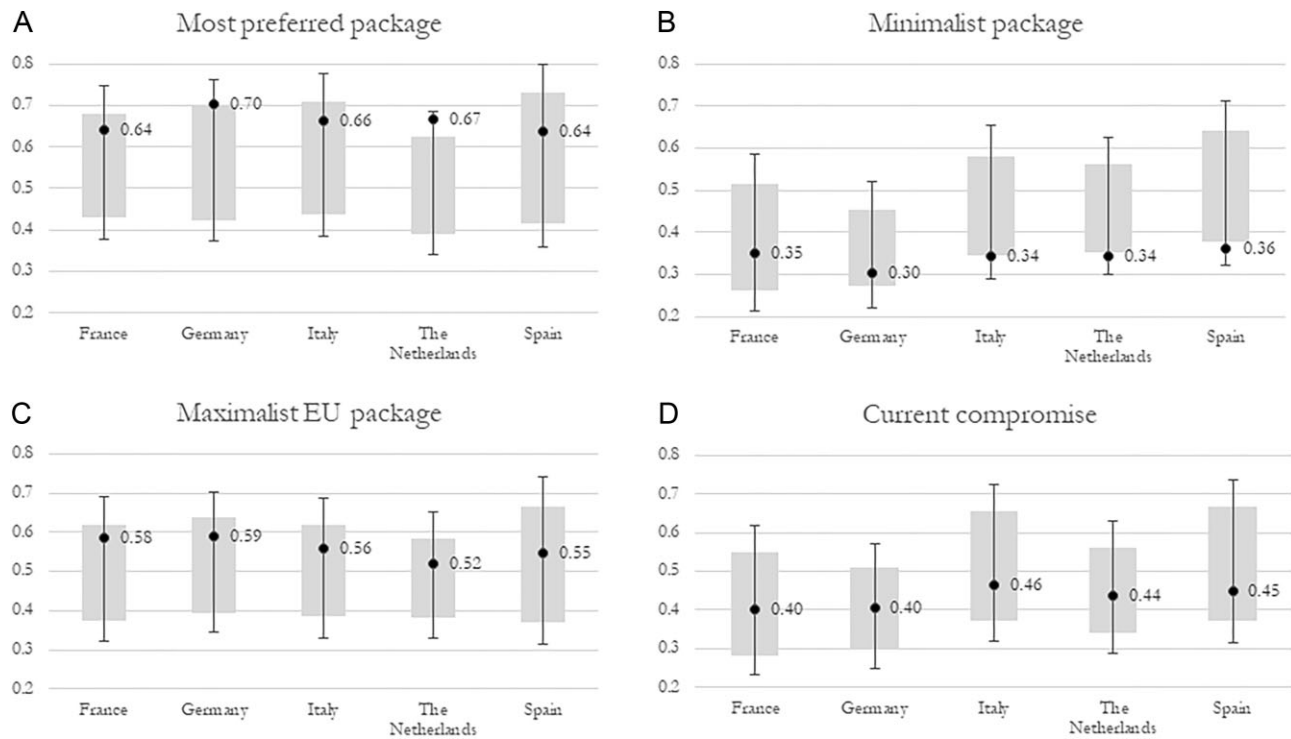 A
Most preferred package
0.8
0.7
0.6
0.5
0.4
0.3
0.2
0.64
0.70
0.66
0.67
0.64
France
Germany
Italy
The
Netherlands
Spain
B
Minimalist package
0.8
0.7
0.6
0.5
0.4
0.3
0.2
0.35
0.30
0.34
0.34
0.36
France
Germany
Italy
The
Netherlands
Spain
C
Maximalist EU package
0.8
0.7
0.6
0.5
0.4
0.3
0.2
0.58
0.59
0.56
0.52
0.55
France
Germany
Italy
The
Netherlands
Spain
D
Current compromise
0.8
0.7
0.6
0.5
0.4
0.3
0.2
0.40
0.40
0.46
0.44
0.45
France
Germany
Italy
The
Netherlands
Spain